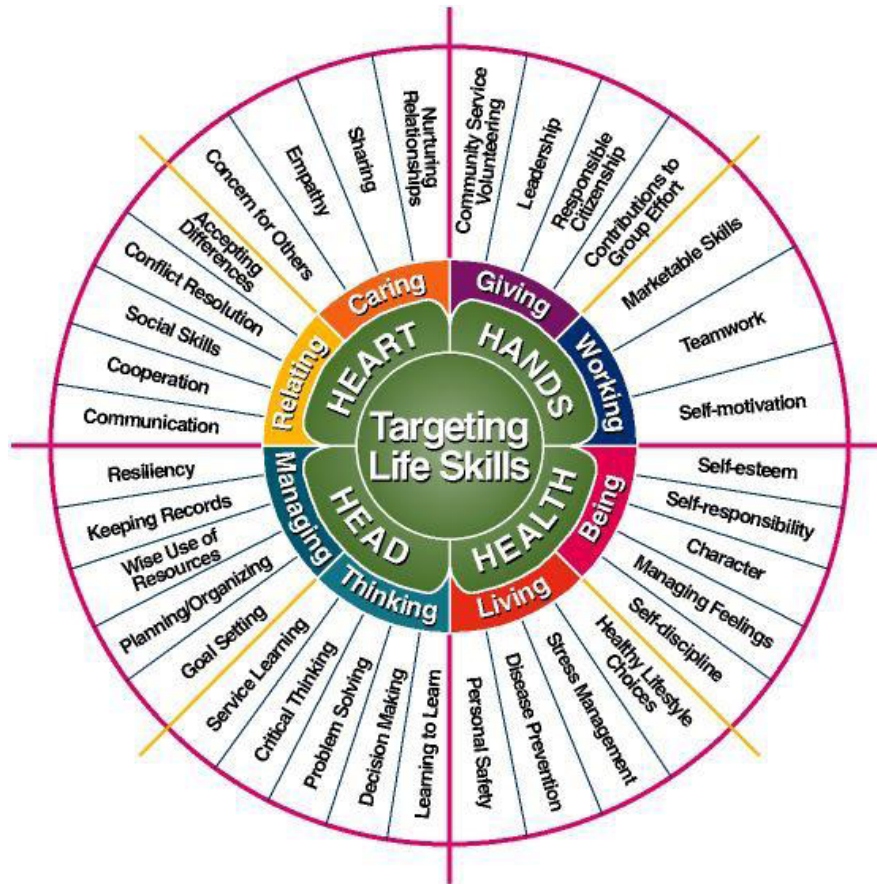 Targeting
Life Skills
HEART
HANDS
HEALTH
HEAD
Caring
Giving
Working
Being
Living
Thinking
Managing
Relating
Concern for Others
Empathy
Sharing
Nurturing
Relationships
Community Service
Volunteering
Leadership
Responsible
Citizenship
Contributions to
Group Effort
Marketable Skills
Teamwork
Self-motivation
Self-esteem
Self-responsibility
Character
Managing Feelings
Self-discipline
Healthy Lifestyle
Choices
Stress Management
Disease Prevention
Personal Safety
Learning to Learn
Decision Making
Problem Solving
Critical Thinking
Service Learning
Goal Setting
Planning/Organizing
Wise Use of
Resources
Keeping Records
Resiliency
Communication
Cooperation
Social Skills
Conflict Resolution
Accepting
Differences